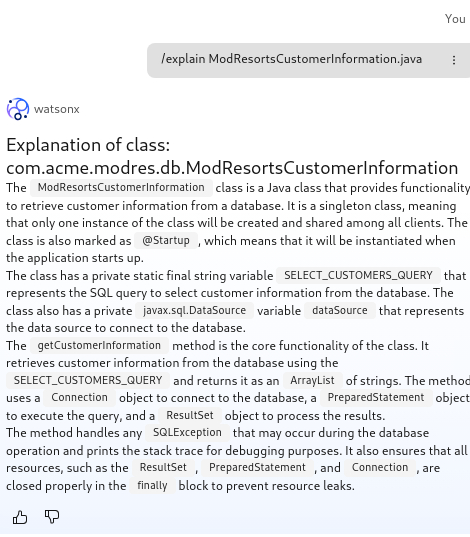 You
/explain ModResortsCustomerInformation.java
watsonx
Explanation of class:
com.acme.modres.db.ModResortsCustomerInformation
The ModResortsCustomerInformation class is a Java class that provides functionality
to retrieve customer information from a database. It is a singleton class, meaning
that only one instance of the class will be created and shared among all clients. The
class is also marked as @Startup , which means that it will be instantiated when
the application starts up.
The class has a private static final string variable SELECT_CUSTOMERS_QUERY that
represents the SQL query to select customer information from the database. The
class also has a private javax.sql.DataSource variable dataSource that represents
the data source to connect to the database.
The getCustomerInformation method is the core functionality of the class. It
retrieves customer information from the database using the
SELECT_CUSTOMERS_QUERY and returns it as an ArrayList of strings. The method
uses a Connection object to connect to the database, a PreparedStatement object
to execute the query, and a ResultSet object to process the results.
The method handles any SQLException that may occur during the database
operation and prints the stack trace for debugging purposes. It also ensures that all
resources, such as the ResultSet , PreparedStatement , and Connection , are
closed properly in the finally block to prevent resource leaks.